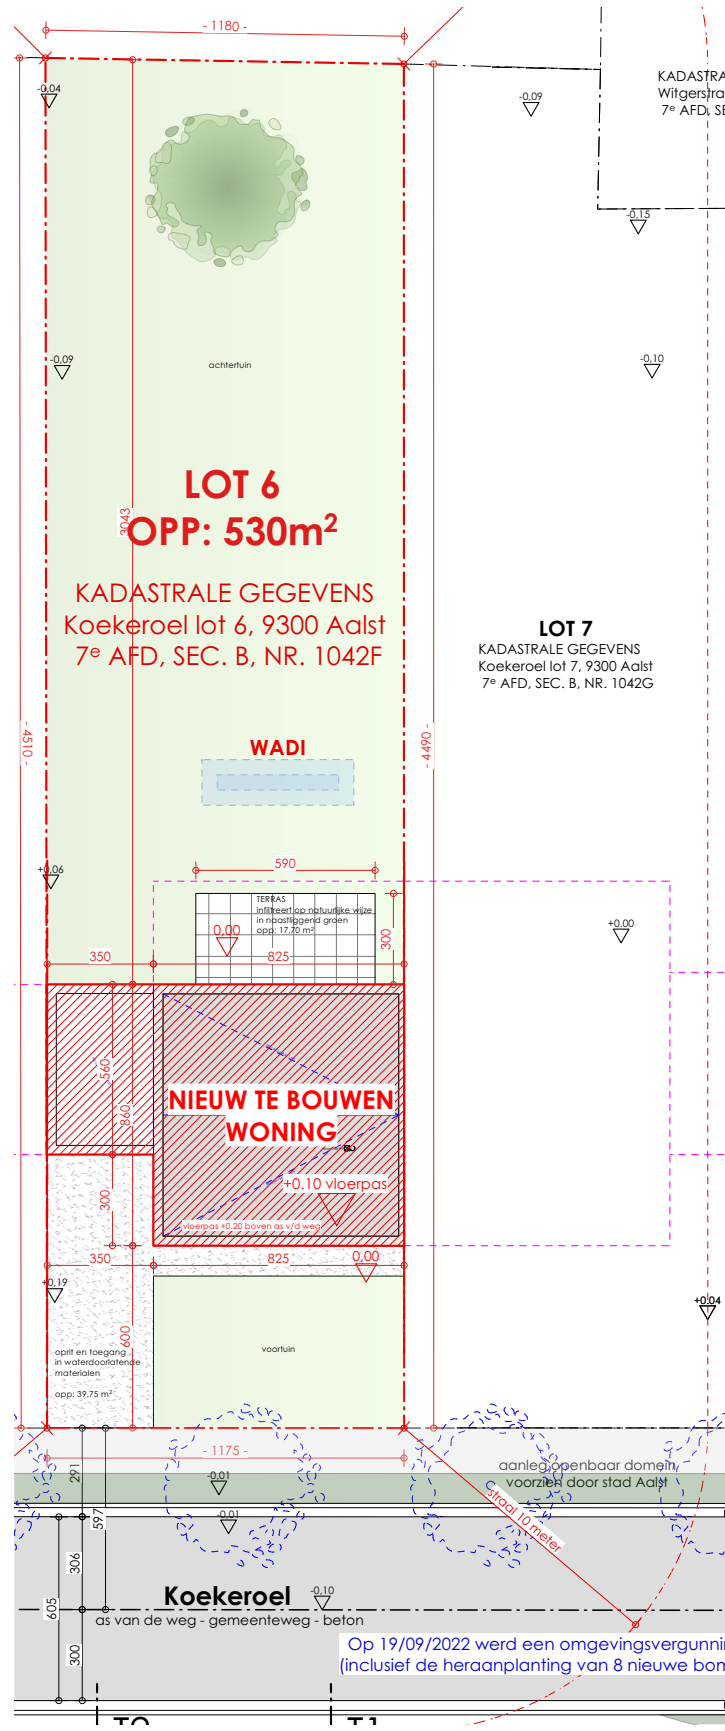 - 1180 -
-0,04
-0,09
KADASTRA
Witgerstra
7e AFD, SE
-0,15
-0,09
achtertuin
-0,10
LOT 6
OPP: 530m²
3043
KADASTRALE GEGEVENS
Koekeroel lot 6, 9300 Aalst
7e AFD, SEC. B, NR. 1042F
LOT 7
KADASTRALE GEGEVENS
Koekeroel lot 7, 9300 Aalst
7e AFD, SEC. B, NR. 1042G
- 4510 -
- 4490 -
WADI
+0,06
590
TERRAS
infiltreert op natuurlijke wijze
in naastliggend groen
opp: 17,70 m²
0,00
300
+0,00
350
825
560
860
NIEUW TE BOUWEN
WONING
+0.10 vloerpas
300
vloerpas +0.20 boven as v/d weg
350
825
0,00
+0,19
+0.04
600
oprit en toegang
in waterdoorlatende
materialen
opp: 39,75 m²
voortuin
- 1175 -
291
-0,01
aanleg openbaar domein
voorzien door stad Aalst
straal 10 meter
597
-0,01
306
605
Koekeroel
-0,10
as van de weg - gemeenteweg - beton
300
Op 19/09/2022 werd een omgevingsvergunni
(inclusief de heraanplanting van 8 nieuwe bom